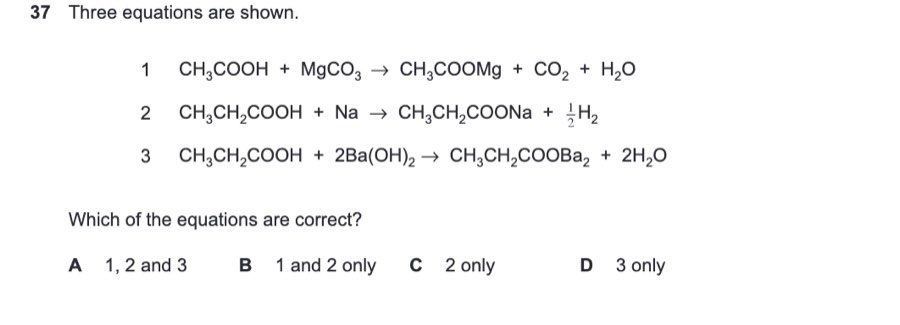 37 Three equations are shown.
1 CH₃COOH + MgCO₃ → CH₃COOMg + CO₂ + H₂O
2 CH₃CH₂COOH + Na → CH₃CH₂COONa + ½H₂
3 CH₃CH₂COOH + 2Ba(OH)₂ → CH₃CH₂COOBa₂ + 2H₂O
Which of the equations are correct?
A 1, 2 and 3 B 1 and 2 only C 2 only D 3 only